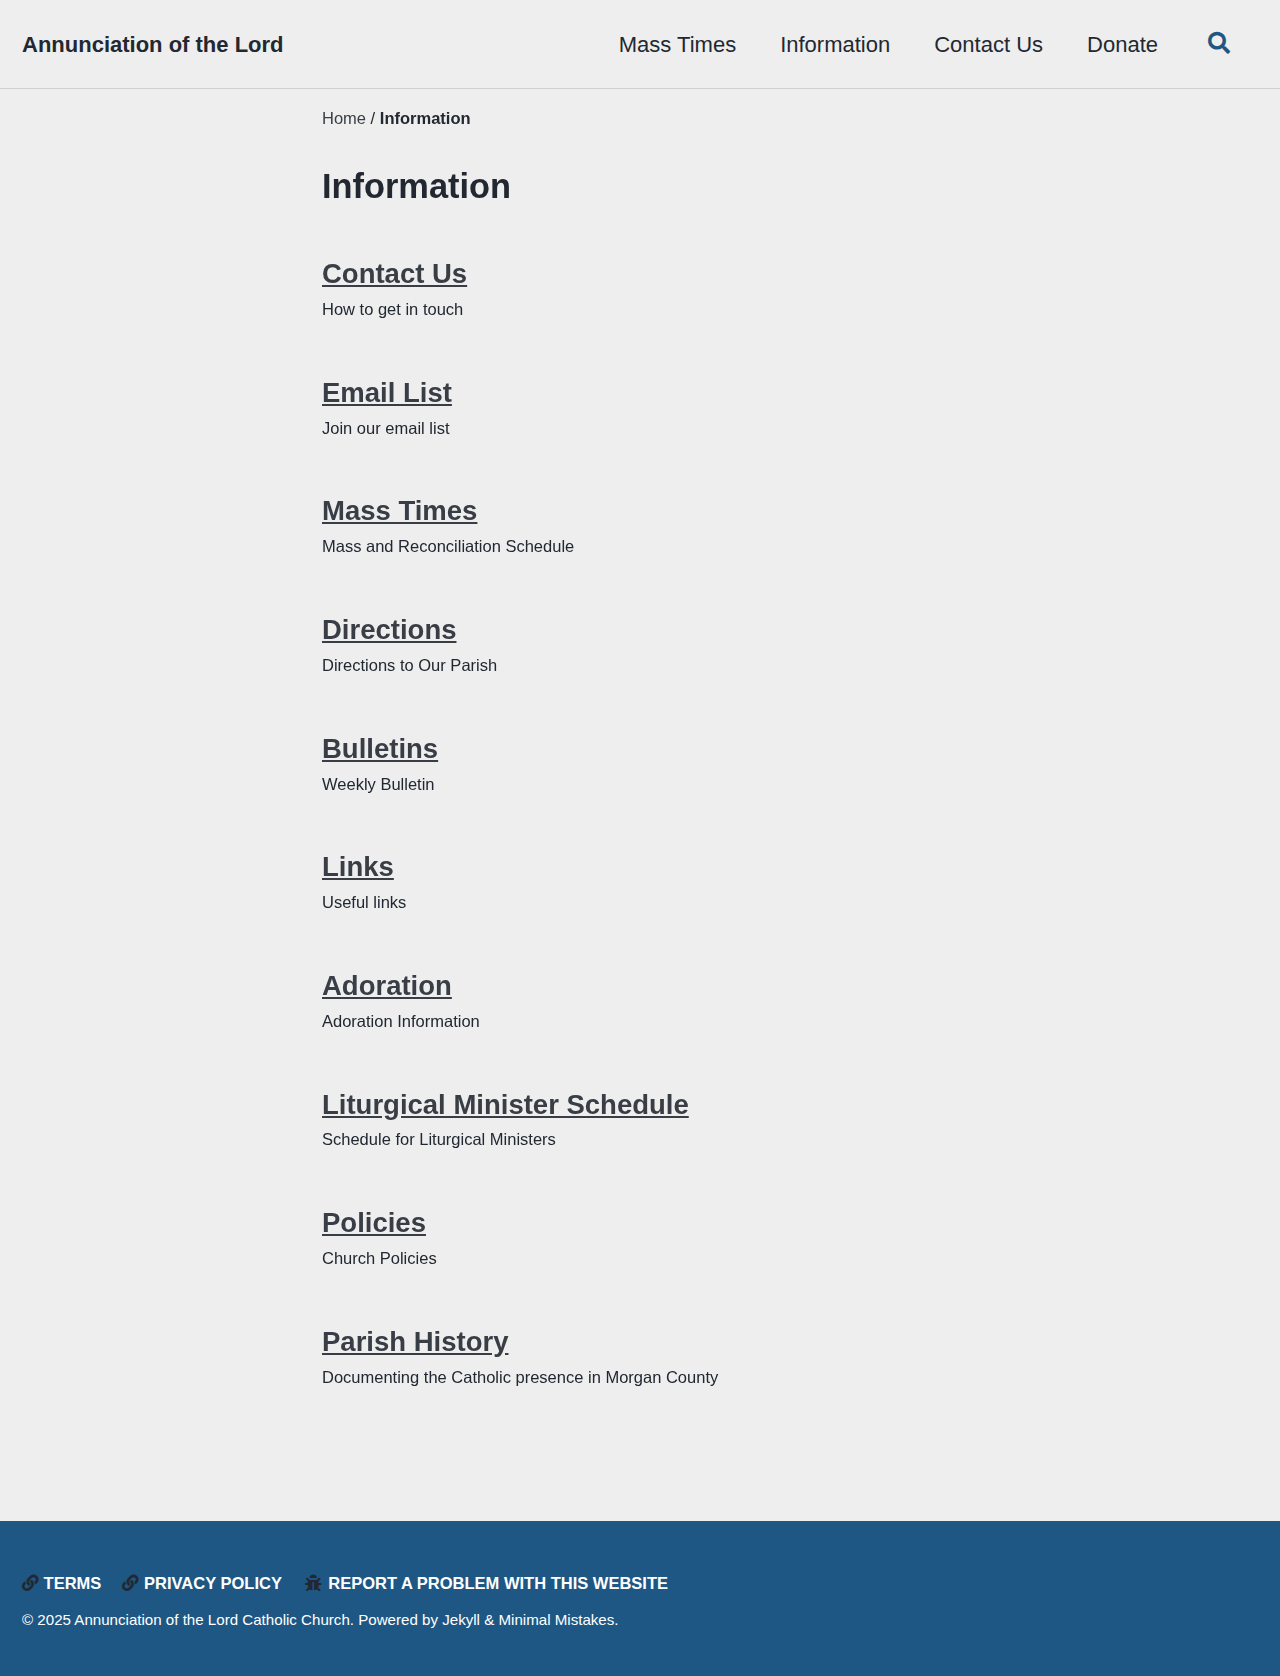 Annunciation of the Lord
Mass Times Information Contact Us Donate
Home / Information
Information
Contact Us
How to get in touch
Email List
Join our email list
Mass Times
Mass and Reconciliation Schedule
Directions
Directions to Our Parish
Bulletins
Weekly Bulletin
Links
Useful links
Adoration
Adoration Information
Liturgical Minister Schedule
Schedule for Liturgical Ministers
Policies
Church Policies
Parish History
Documenting the Catholic presence in Morgan County
TERMS PRIVACY POLICY REPORT A PROBLEM WITH THIS WEBSITE
© 2025 Annunciation of the Lord Catholic Church. Powered by Jekyll & Minimal Mistakes.